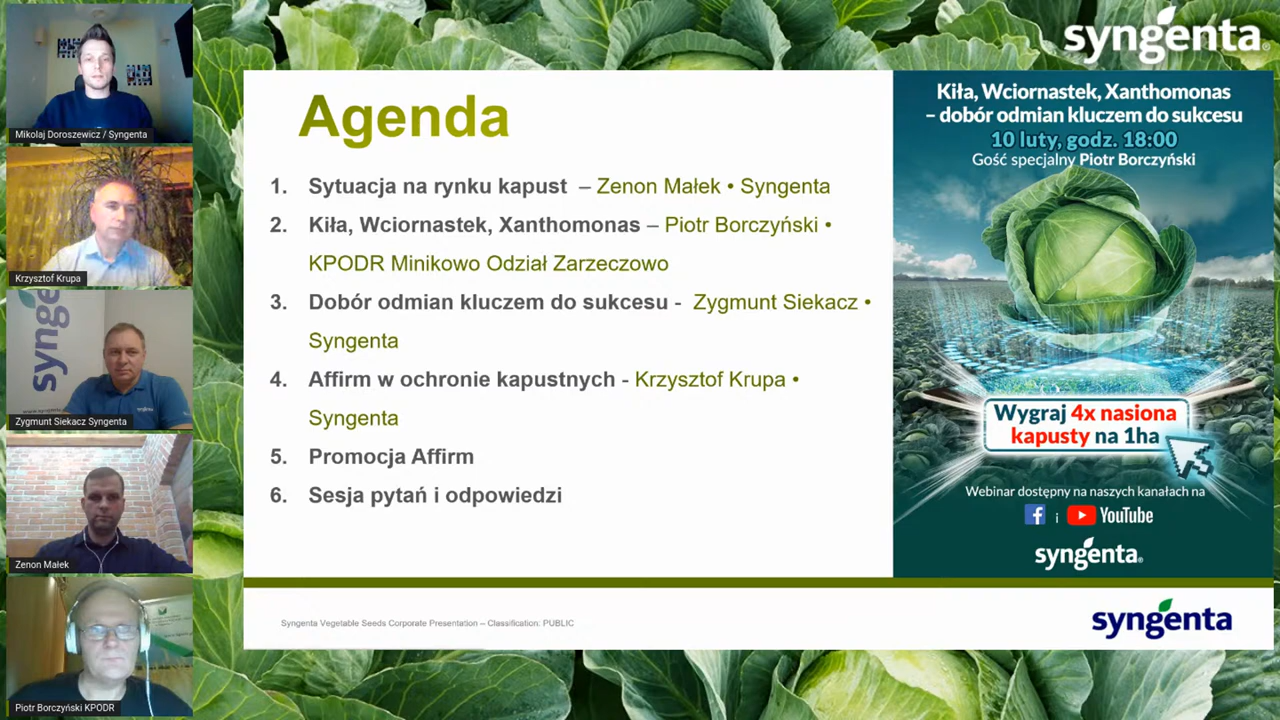 syngenta®
Mikolaj Doroszewicz / Syngenta
Krzysztof Krupa
synge
Zygmunt Siekacz Syngenta
Zenon Małek
Piotr Borczyński KPODR
Agenda
1. Sytuacja na rynku kapust – Zenon Małek • Syngenta
2. Kiła, Wciornastek, Xanthomonas – Piotr Borczyński •
KPODR Minikowo Odział Zarzeczowo
3. Dobór odmian kluczem do sukcesu - Zygmunt Siekacz •
Syngenta
4. Affirm w ochronie kapustnych - Krzysztof Krupa •
Syngenta
5. Promocja Affirm
6. Sesja pytań i odpowiedzi
Kiła, Wciornastek, Xanthomonas
– dobór odmian kluczem do sukcesu
10 luty, godz. 18:00
Gość specjalny Piotr Borczyński
Wygraj 4x nasiona
kapusty na 1ha
Webinar dostępny na naszych kanałach na
i YouTube
syngenta®
Syngenta Vegetable Seeds Corporate Presentation – Classification: PUBLIC
syngenta